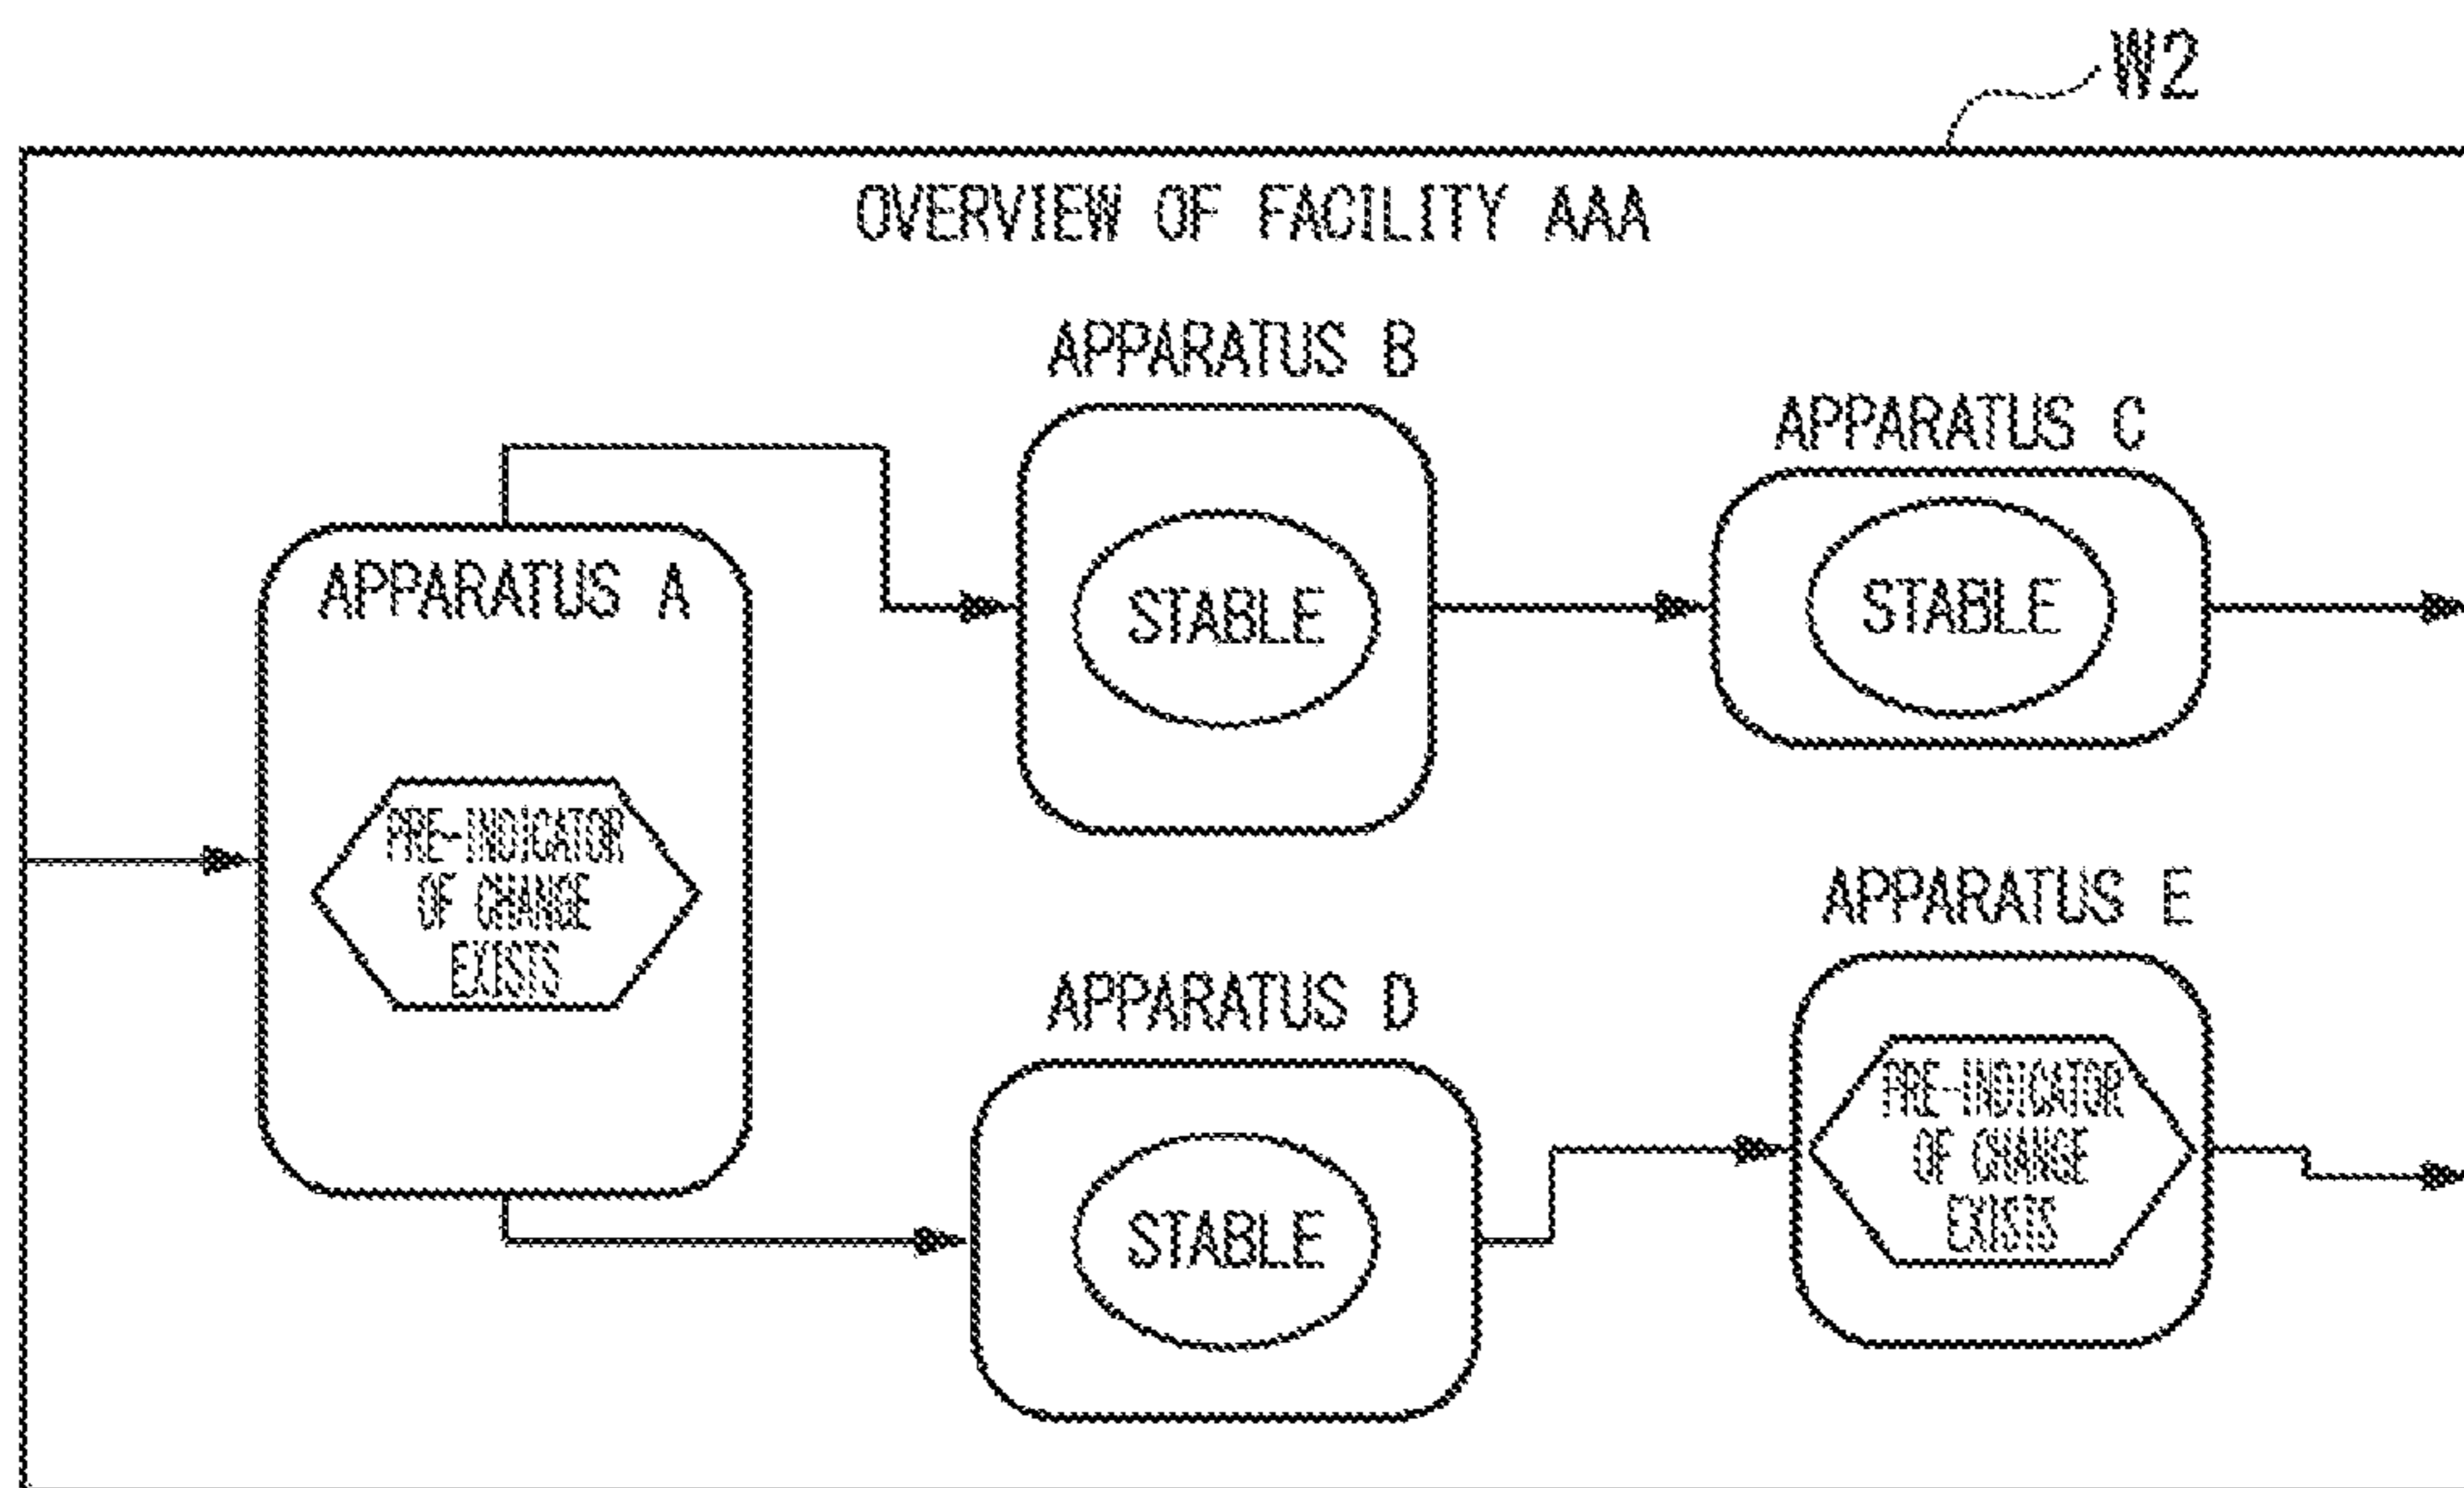 W2
OVERVIEW OF FACILITY AAA
APPARATUS B
APPARATUS C
APPARATUS A
STABLE
STABLE
PRE-INDICATOR
OF CHANGE
EXISTS
APPARATUS E
APPARATUS D
PRE-INDICATOR
OF CHANGE
EXISTS
STABLE